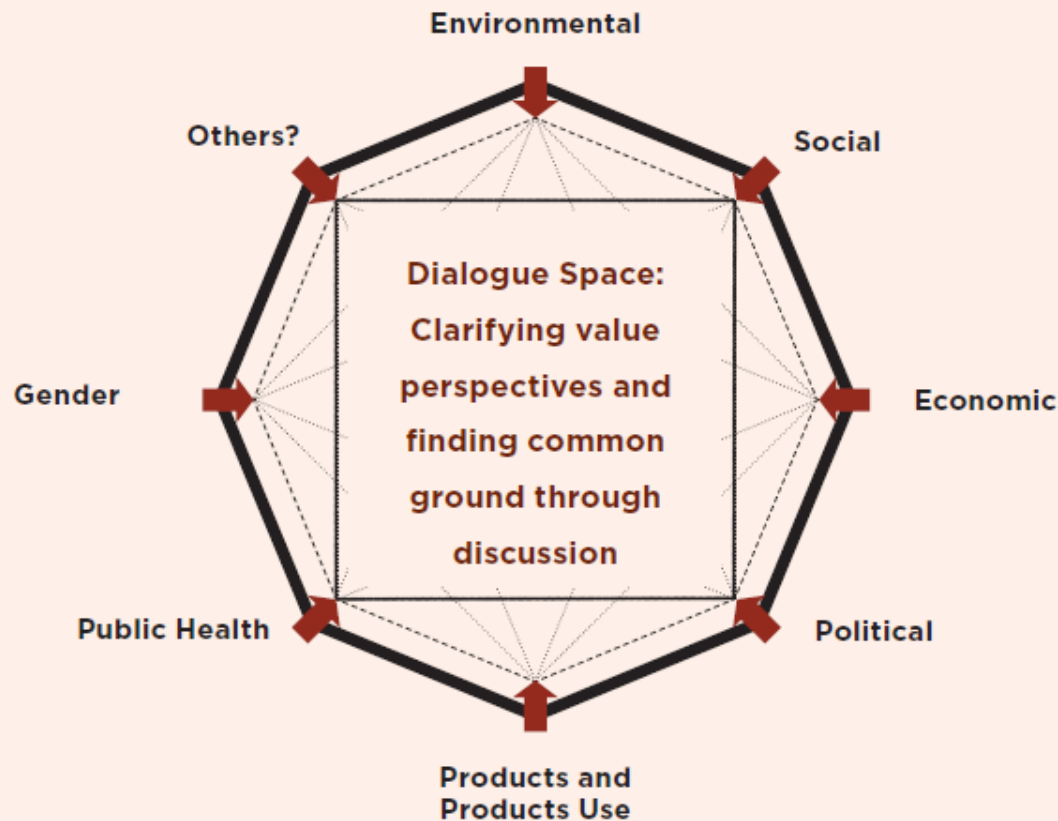 Environmental
Others?
Social
Dialogue Space:
Clarifying value
perspectives and
finding common
ground through
discussion
Gender
Economic
Public Health
Political
Products and
Products Use